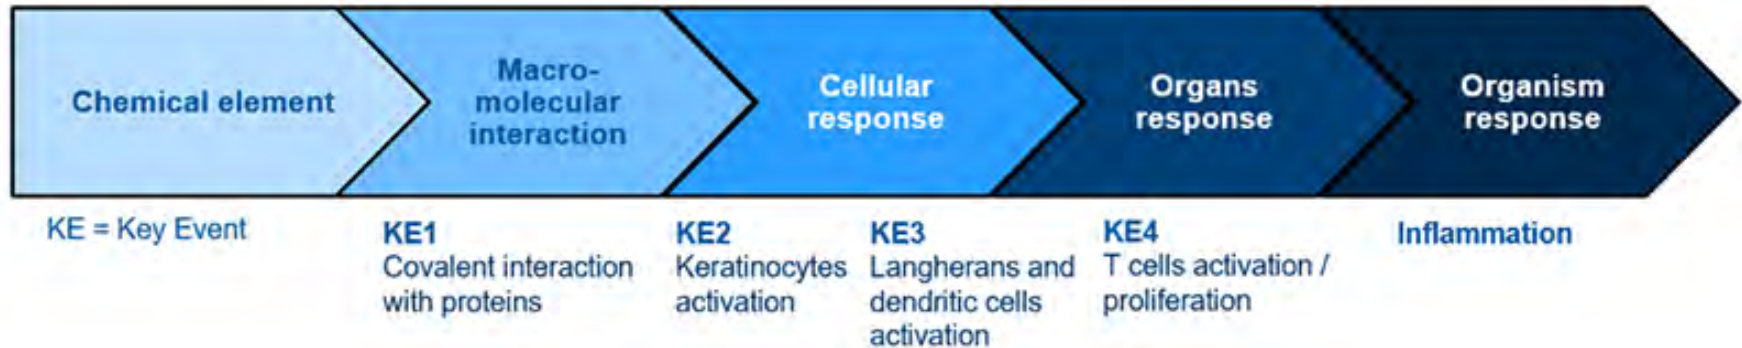 Chemical element
Macro-
molecular
interaction
Cellular
response
Organs
response
Organism
response
KE = Key Event
KE1
Covalent interaction
with proteins
KE2
Keratinocytes
activation
KE3
Langherans and
dendritic cells
activation
KE4
T cells activation /
proliferation
Inflammation